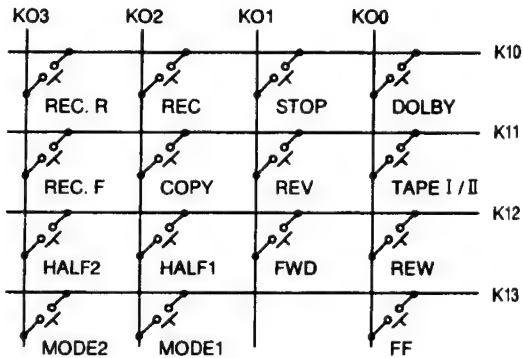 KO3 KO2 KO1 KO0
K10
REC. R REC STOP DOLBY
K11
REC. F COPY REV TAPE I / II
K12
HALF2 HALF1 FWD REW
K13
MODE2 MODE1 FF